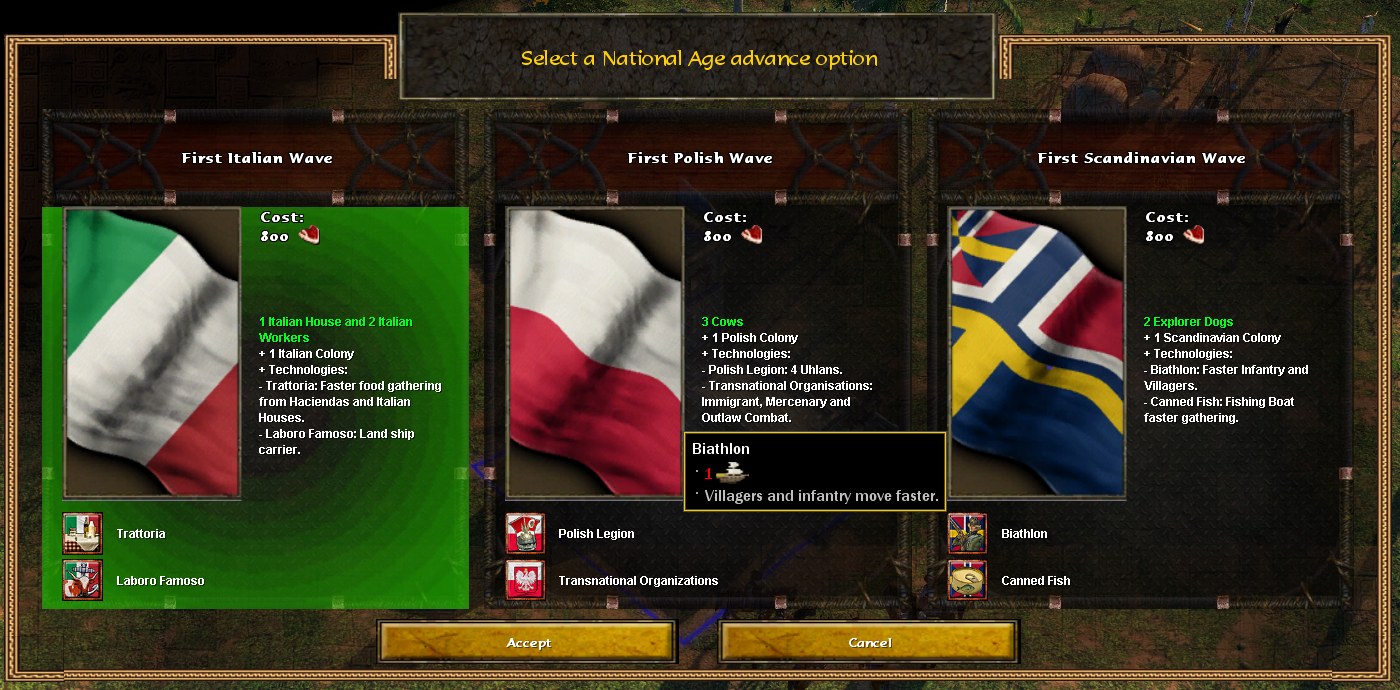 Select a National Age advance option
First Italian Wave
Cost:
800
1 Italian House and 2 Italian
Workers
+ 1 Italian Colony
+ Technologies:
- Trattoria: Faster food gathering
from Haciendas and Italian
Houses.
- Laboro Famoso: Land ship
carrier.
Trattoria
Laboro Famoso
First Polish Wave
Cost:
800
3 Cows
+ 1 Polish Colony
+ Technologies:
- Polish Legion: 4 Uhlans.
- Transnational Organisations:
Immigrant, Mercenary and
Outlaw Combat.
Polish Legion
Transnational Organizations
Biathlon
· 1
· Villagers and infantry move faster.
First Scandinavian Wave
Cost:
800
2 Explorer Dogs
+ 1 Scandinavian Colony
+ Technologies:
- Biathlon: Faster Infantry and
Villagers.
- Canned Fish: Fishing Boat
faster gathering.
Biathlon
Canned Fish
Accept
Cancel